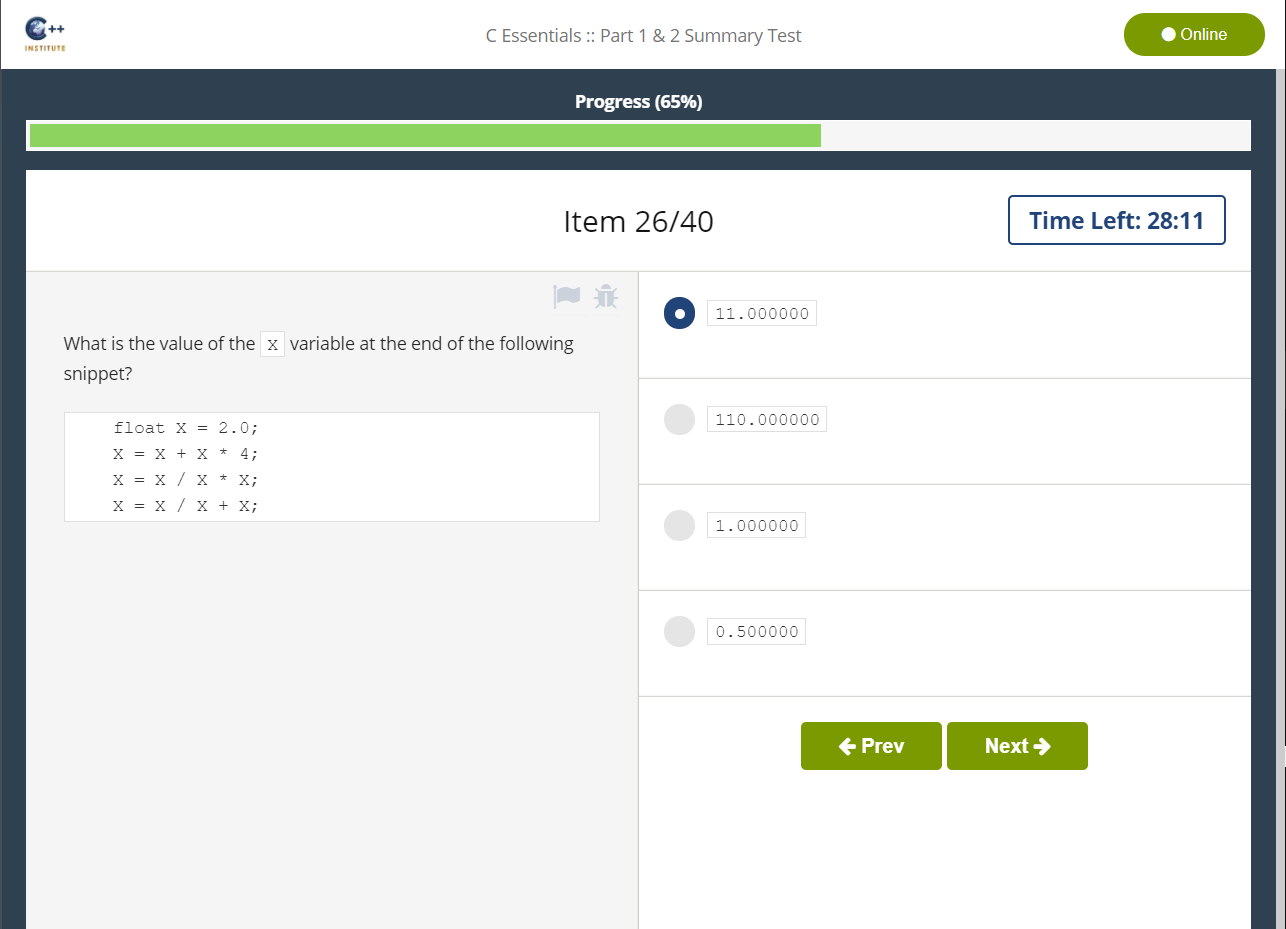 C++
INSTITUTE
C Essentials :: Part 1 & 2 Summary Test
Online
Progress (65%)
Item 26/40
Time Left: 28:11
What is the value of the X variable at the end of the following
snippet?
float X = 2.0;
X = X + X * 4;
X = X / X * X;
X = X / X + X;
11.000000
110.000000
1.000000
0.500000
Prev
Next